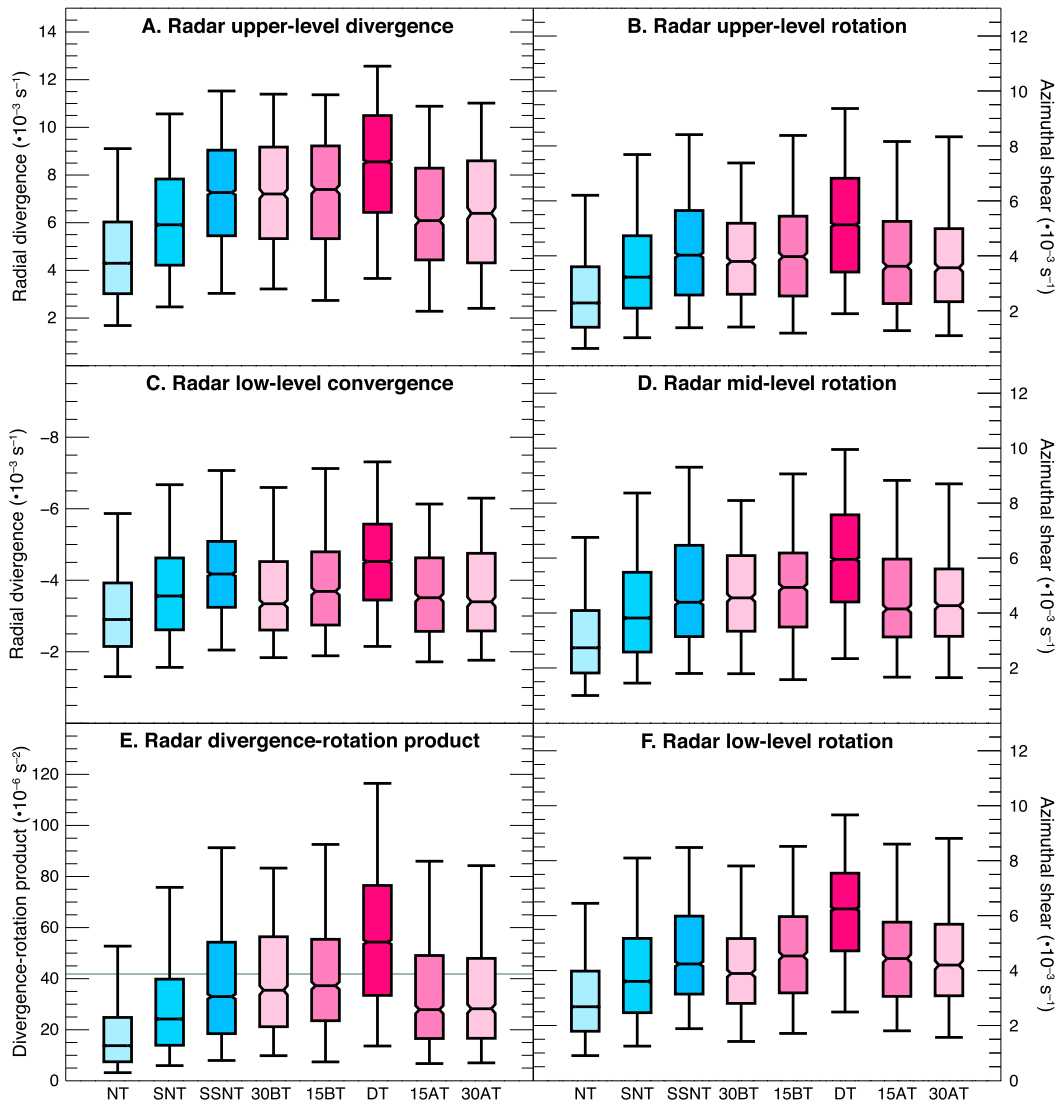 A. Radar upper-level divergence
Radial divergence (•10⁻³ s⁻¹)
14
12
10
8
6
4
2
B. Radar upper-level rotation
12
10
8
6
4
2
Azimuthal shear (•10⁻³ s⁻¹)
C. Radar low-level convergence
Radial dviergence (•10⁻³ s⁻¹)
−8
−6
−4
−2
D. Radar mid-level rotation
12
10
8
6
4
2
Azimuthal shear (•10⁻³ s⁻¹)
E. Radar divergence-rotation product
Divergence-rotation product (•10⁻⁶ s⁻²)
120
100
80
60
40
20
0
NT SNT SSNT 30BT 15BT DT 15AT 30AT
F. Radar low-level rotation
12
10
8
6
4
2
0
Azimuthal shear (•10⁻³ s⁻¹)
NT SNT SSNT 30BT 15BT DT 15AT 30AT